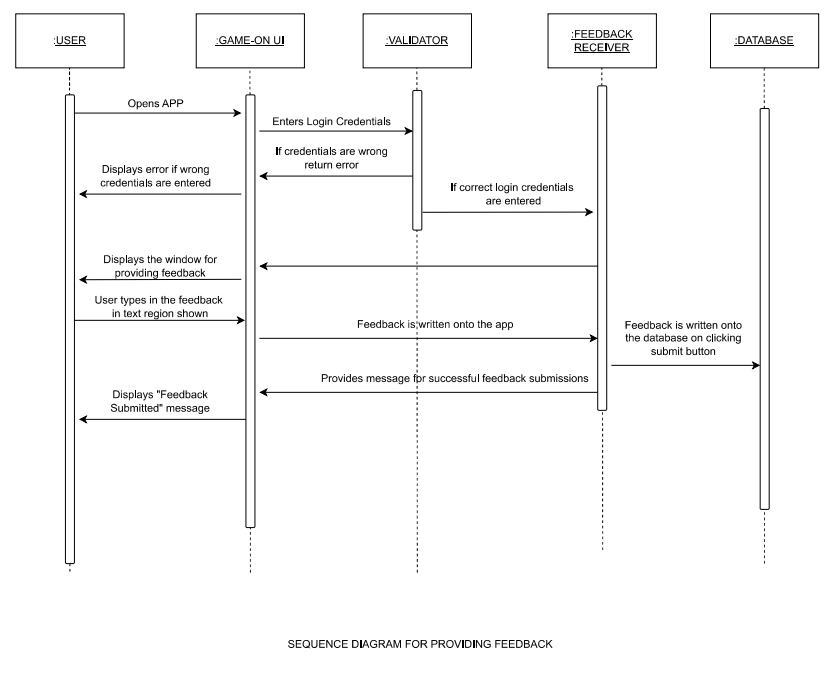 :USER
:GAME-ON UI
:VALIDATOR
:FEEDBACK
RECEIVER
:DATABASE
Opens APP
Enters Login Credentials
If credentials are wrong
return error
Displays error if wrong
credentials are entered
If correct login credentials
are entered
Displays the window for
providing feedback
User types in the feedback
in text region shown
Feedback is written onto the app
Feedback is written onto
the database on clicking
submit button
Provides message for successful feedback submissions
Displays "Feedback
Submitted" message
SEQUENCE DIAGRAM FOR PROVIDING FEEDBACK